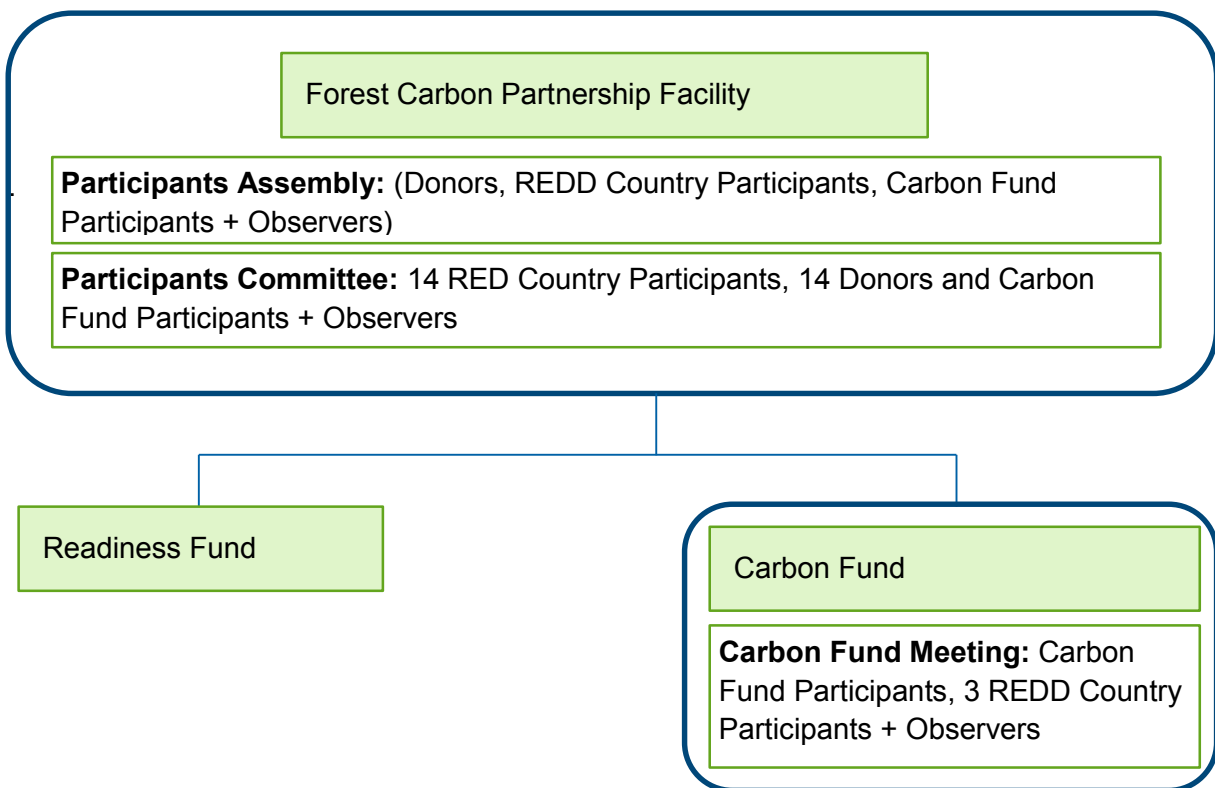 Forest Carbon Partnership Facility
Participants Assembly: (Donors, REDD Country Participants, Carbon Fund
Participants + Observers)
Participants Committee: 14 RED Country Participants, 14 Donors and Carbon
Fund Participants + Observers
Readiness Fund
Carbon Fund
Carbon Fund Meeting: Carbon
Fund Participants, 3 REDD Country
Participants + Observers